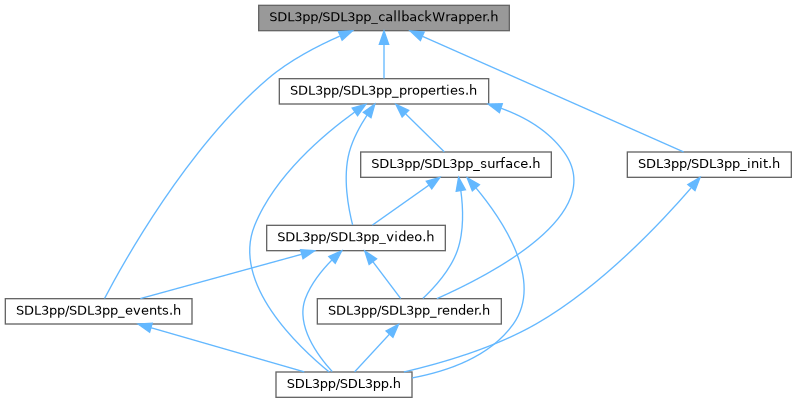 SDL3pp/SDL3pp_callbackWrapper.h
SDL3pp/SDL3pp_properties.h
SDL3pp/SDL3pp_surface.h
SDL3pp/SDL3pp_init.h
SDL3pp/SDL3pp_video.h
SDL3pp/SDL3pp_events.h
SDL3pp/SDL3pp_render.h
SDL3pp/SDL3pp.h